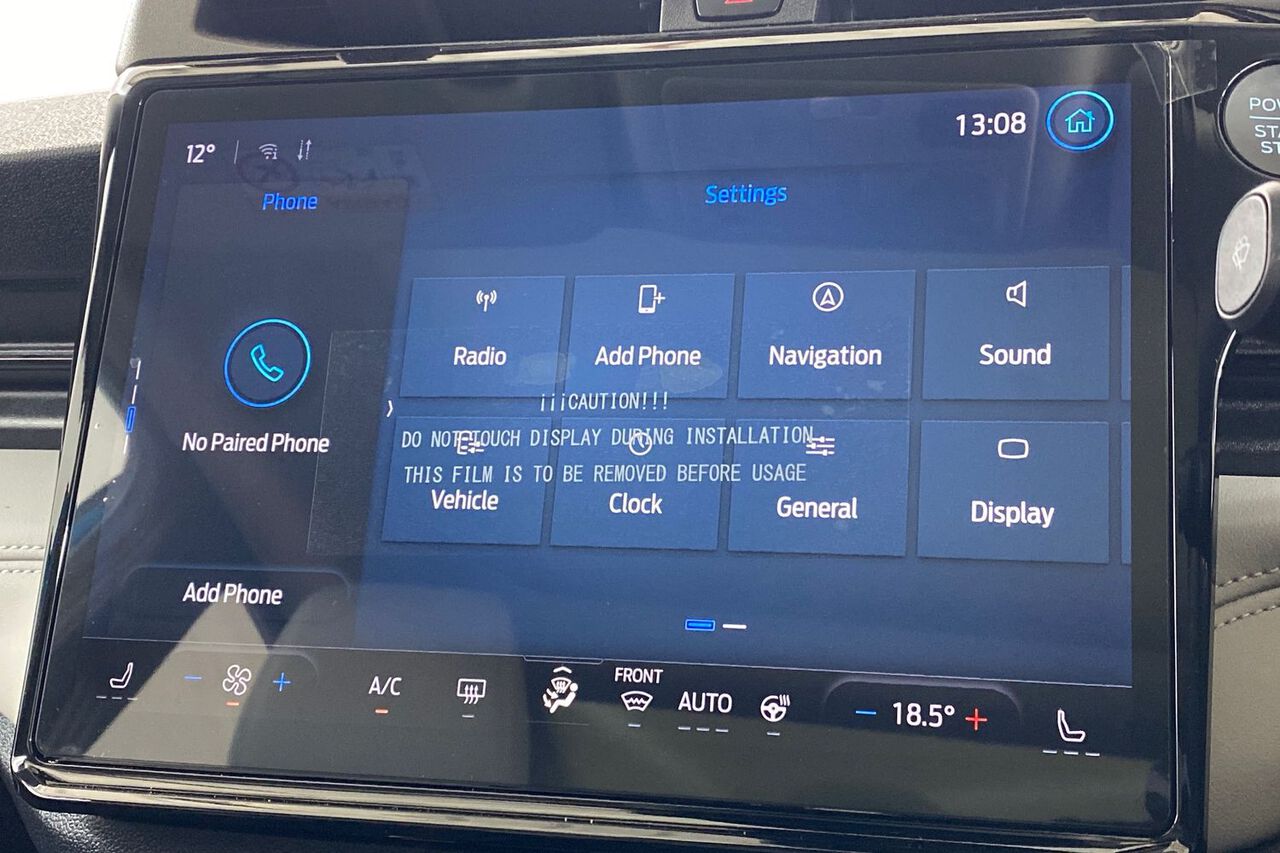 12°
13:08
Phone
Settings
Radio
Add Phone
Navigation
Sound
¡¡¡CAUTION!!!
DO NOT TOUCH DISPLAY DURING INSTALLATION
THIS FILM IS TO BE REMOVED BEFORE USAGE
No Paired Phone
Vehicle
Clock
General
Display
Add Phone
A/C
FRONT
AUTO
18.5°